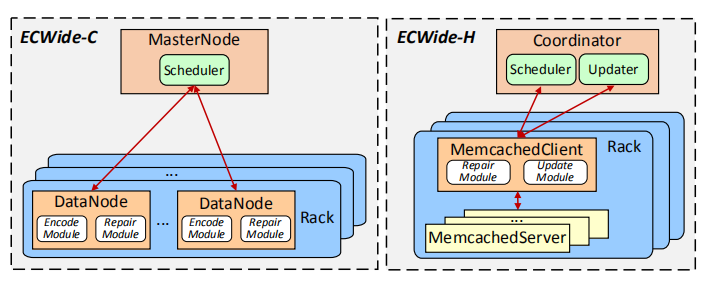 ECWide-C
MasterNode
Scheduler
...
DataNode
Encode
Module
Repair
Module
...
DataNode
Encode
Module
Repair
Module
Rack
ECWide-H
Coordinator
Scheduler
Updater
MemcachedClient
Repair
Module
Update
Module
Rack
...
MemcachedServer